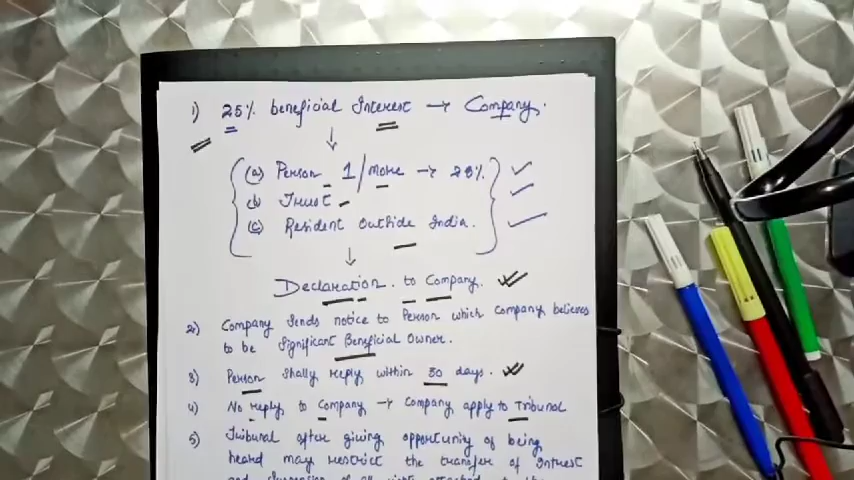 1) 25% beneficial Interest → Company.
(a) Person 1/more → 25%
(b) Trust
(c) Resident Outside India.
Declaration to Company.
2) Company sends notice to Person which Company believes
to be Significant Beneficial Owner.
3) Person shall reply within 30 days.
4) No reply to Company → Company apply to Tribunal
5) Tribunal after giving opportunity of being
heard may restrict the transfer of Interest